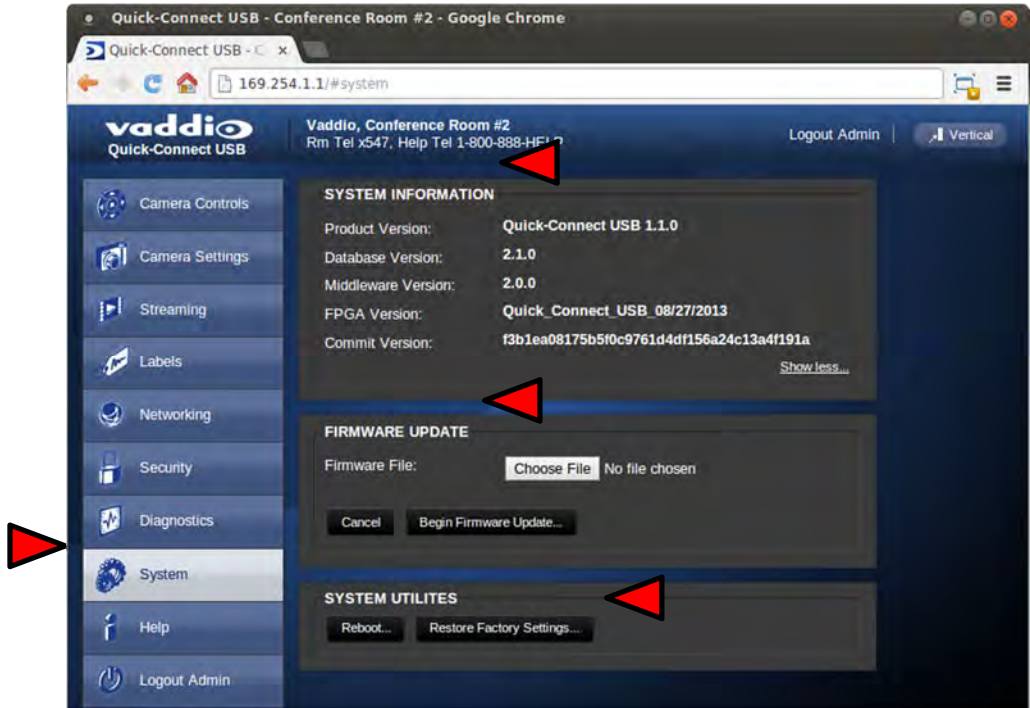 Quick-Connect USB - Conference Room #2 - Google Chrome
Quick-Connect USB - C
169.254.1.1/#system
vaddio
Quick-Connect USB
Vaddio, Conference Room #2
Rm Tel x547, Help Tel 1-800-888-HELP
Logout Admin
Vertical
Camera Controls
Camera Settings
Streaming
Labels
Networking
Security
Diagnostics
System
Help
Logout Admin
SYSTEM INFORMATION
Product Version: Quick-Connect USB 1.1.0
Database Version: 2.1.0
Middleware Version: 2.0.0
FPGA Version: Quick_Connect_USB_08/27/2013
Commit Version: f3b1ea08175b5f0c9761d4df156a24c13a4f191a
Show less...
FIRMWARE UPDATE
Firmware File: Choose File No file chosen
Cancel Begin Firmware Update...
SYSTEM UTILITES
Reboot... Restore Factory Settings...